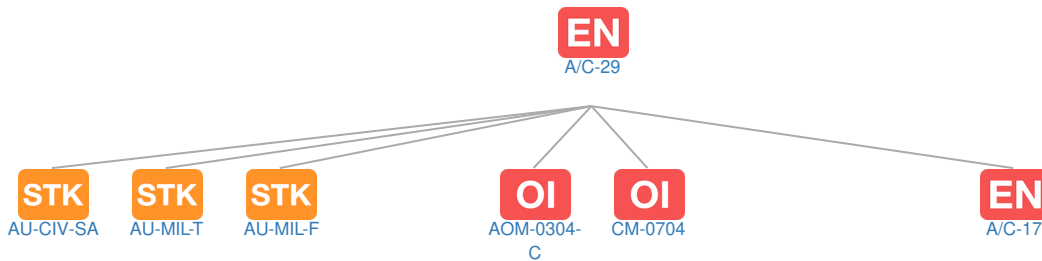 EN
A/C-29
STK STK STK OI OI EN
AU-CIV-SA AU-MIL-T AU-MIL-F AOM-0304- CM-0704 A/C-17
C